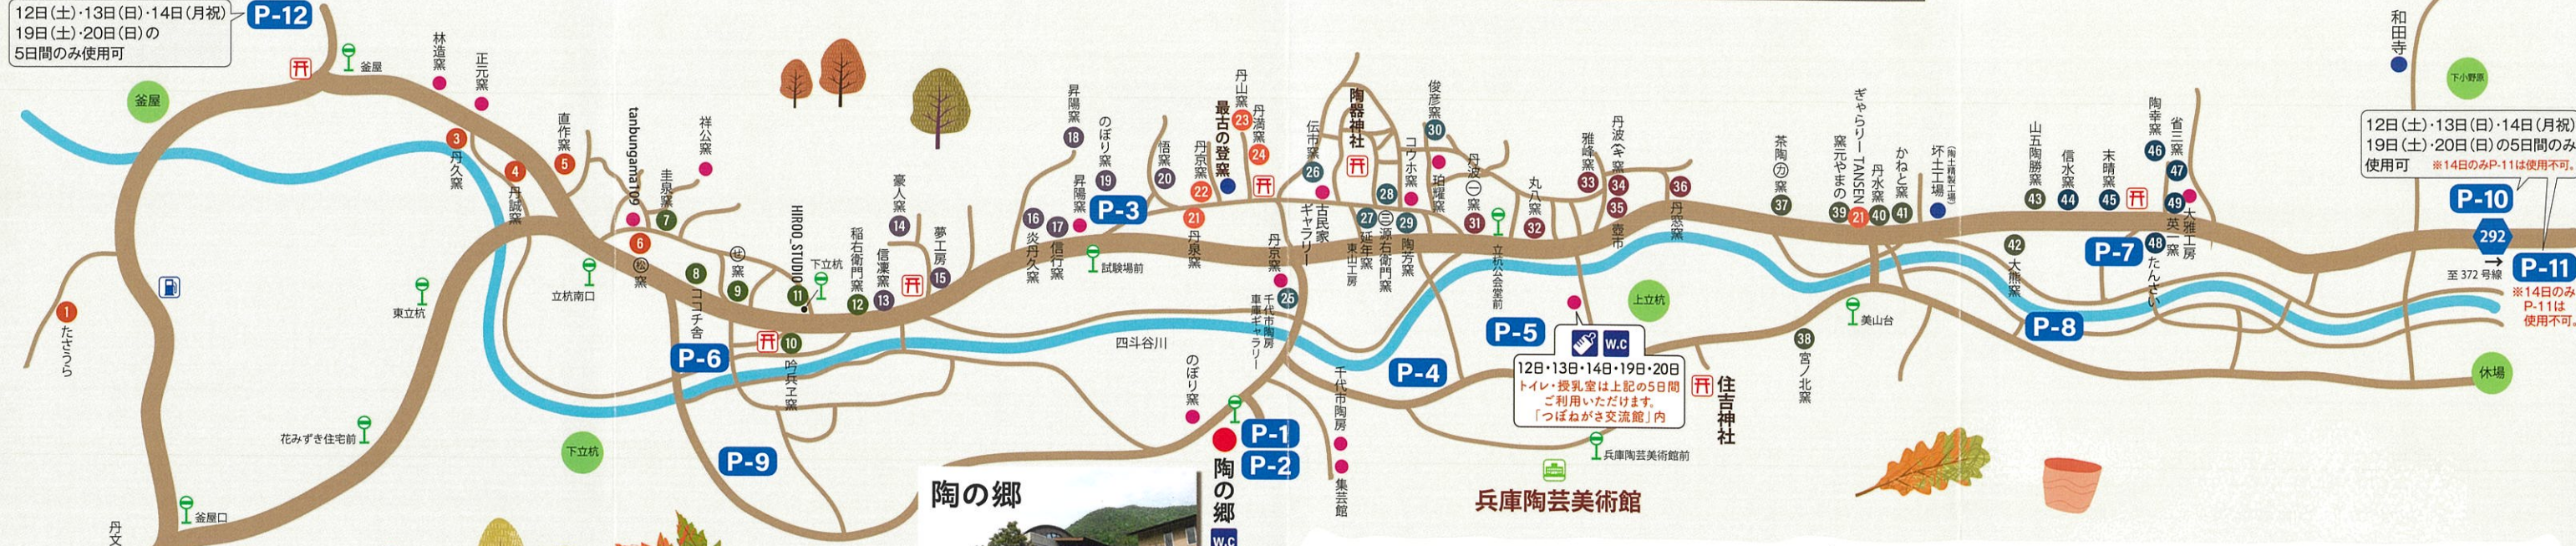 12日(土)・13日(日)・14日(月祝)
19日(土)・20日(日)の
5日間のみ使用可
P-12
釜屋
釜屋
林造窯
正元窯
3
丹久窯
4
丹誠窯
5
直作窯
tanbungama109
祥公窯
6
㊗窯
圭泉窯
7
8
ココチ舎
せ窯
9
HIROO_STUDIO
下立杭
11
10
吟兵ヱ窯
稲右衛門窯
12
信凜窯
13
豪人窯
14
夢工房
15
1
たさうら
東立杭
立杭南口
花みずき住宅前
釜屋口
丹文
下立杭
P-6
P-9
16
炎丹久窯
17
信行窯
昇陽窯
18
昇陽窯
のぼり窯
19
P-3
試験場前
悟窯
20
丹京窯
22
21
丹泉窯
最古の登窯
丹山窯
23
丹満窯
24
四斗谷川
のぼり窯
丹京窯
25
千代市陶房
車庫ギャラリー
伝市窯
26
古民家
ギャラリー
陶器神社
27
延年窯
東山工房
28
㊂源右衛門窯
コウホ窯
29
陶芳窯
俊彦窯
30
珀耀窯
丹波㊀窯
31
立杭公会堂前
丸八窯
32
雅峰窯
33
34
35
壺市
36
丹窓窯
上立杭
P-1
P-2
陶の郷
W.C
陶の郷
千代市陶房
集芸館
P-4
P-5
W.C
12日・13日・14日・19日・20日
トイレ・授乳室は上記の5日間
ご利用いただけます。
「つぼねがさ交流館」内
兵庫陶芸美術館前
兵庫陶芸美術館
住吉神社
茶陶㋕窯
37
38
宮ノ北窯
窯元やまの
39
ぎゃらりーTANSEN
21
丹水窯
40
かねと窯
41
坏土工場
(陶土精製工場)
美山台
42
大熊窯
山五陶勝窯
43
信水窯
44
末晴窯
45
陶幸窯
46
省三窯
47
48
たんさい
49
英一窯
大雅工房
P-7
P-8
和田寺
下小野原
12日(土)・13日(日)・14日(月祝)
19日(土)・20日(日)の5日間のみ
使用可
※14日のみP-11は使用不可。
P-10
292
至372号線
P-11
※14日のみ
P-11は
使用不可。
休場